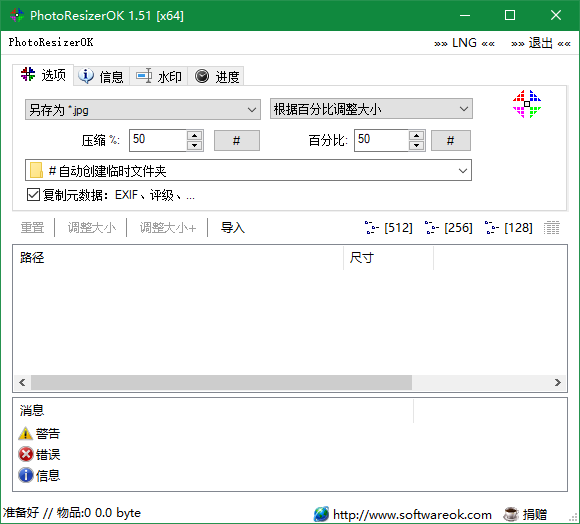 PhotoResizerOK 1.51 [x64]
PhotoResizerOK »» LNG «« »» 退出 ««
选项 信息 水印 进度
另存为 *.jpg 根据百分比调整大小
压缩 %: 50 # 百分比: 50 #
# 自动创建临时文件夹
复制元数据：EXIF、评级、...
重置 调整大小 调整大小+ 导入 [512] [256] [128]
路径 尺寸
消息
警告
错误
信息
准备好 // 物品:0 0.0 byte http://www.softwareok.com 捐赠